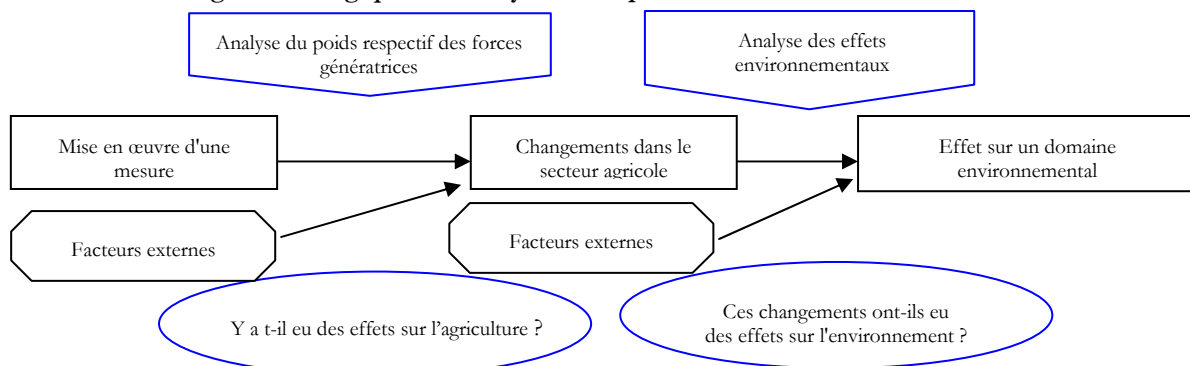 Analyse du poids respectif des forces
génératrices
Analyse des effets
environnementaux
Mise en œuvre d'une
mesure
Changements dans le
secteur agricole
Effet sur un domaine
environnemental
Facteurs externes
Facteurs externes
Y a t-il eu des effets sur l’agriculture ?
Ces changements ont-ils eu
des effets sur l'environnement ?